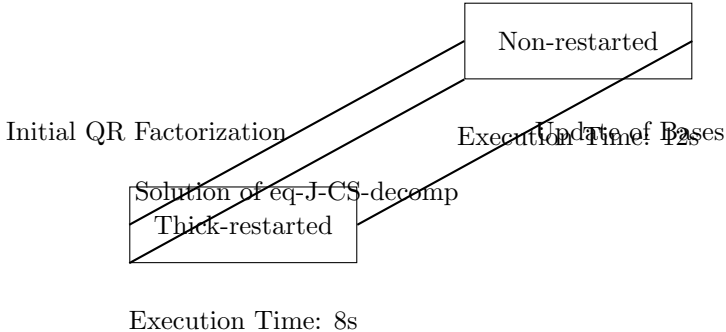 Non-restarted
Initial QR Factorization
Execution Time: 12s
Update of Bases
Solution of eq-J-CS-decomp
Thick-restarted
Execution Time: 8s